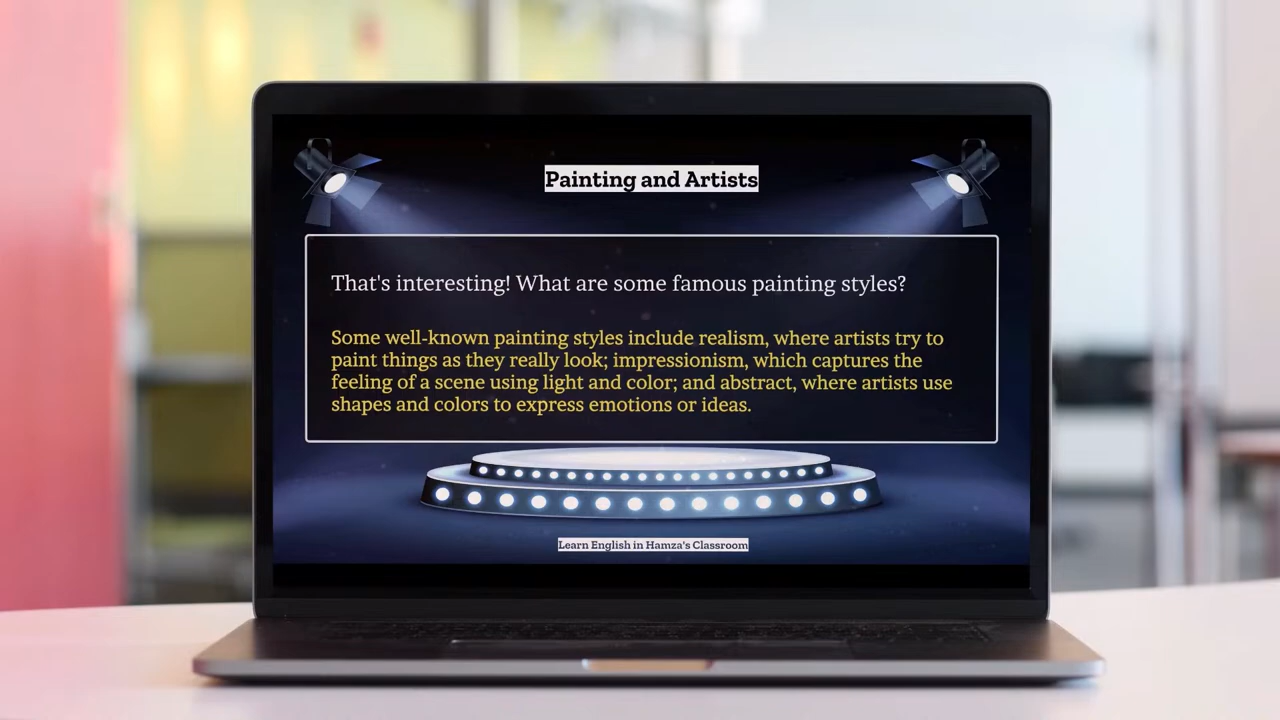 Painting and Artists
That's interesting! What are some famous painting styles?
Some well-known painting styles include realism, where artists try to
paint things as they really look; impressionism, which captures the
feeling of a scene using light and color; and abstract, where artists use
shapes and colors to express emotions or ideas.
Learn English in Hamza's Classroom